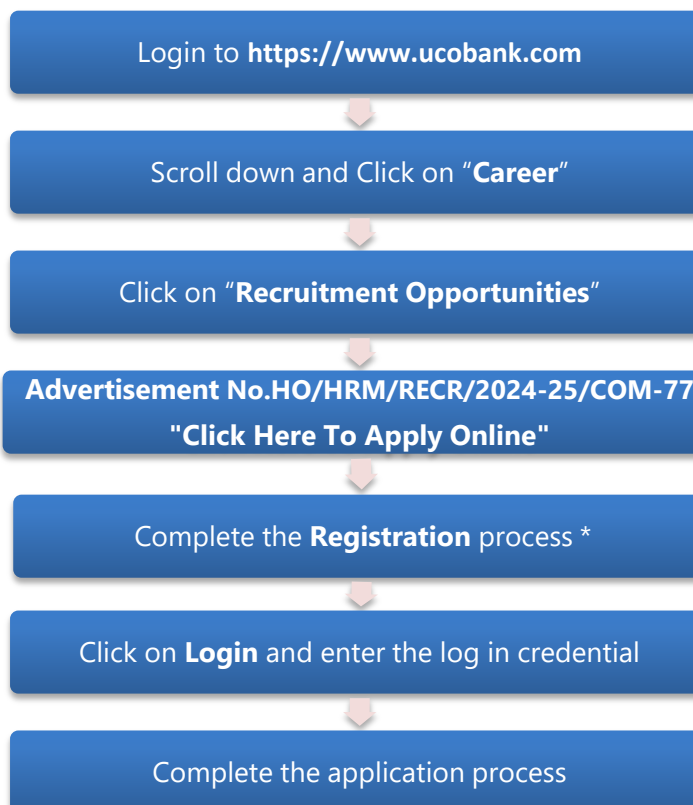 Login to https://www.ucobank.com
Scroll down and Click on “Career”
Click on “Recruitment Opportunities”
Advertisement No.HO/HRM/RECR/2024-25/COM-77
"Click Here To Apply Online"
Complete the Registration process *
Click on Login and enter the log in credential
Complete the application process